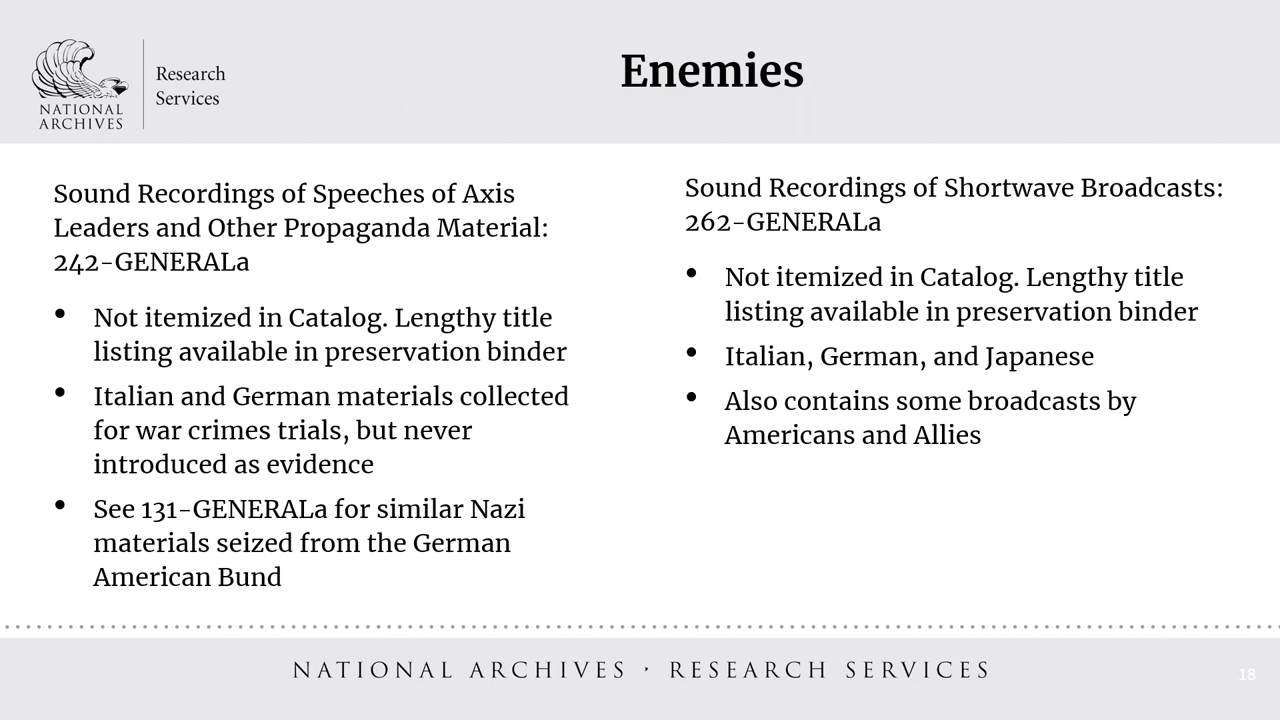 NATIONAL
ARCHIVES
Research
Services
Enemies
Sound Recordings of Speeches of Axis
Leaders and Other Propaganda Material:
242-GENERALa
• Not itemized in Catalog. Lengthy title
listing available in preservation binder
• Italian and German materials collected
for war crimes trials, but never
introduced as evidence
• See 131-GENERALa for similar Nazi
materials seized from the German
American Bund
Sound Recordings of Shortwave Broadcasts:
262-GENERALa
• Not itemized in Catalog. Lengthy title
listing available in preservation binder
• Italian, German, and Japanese
• Also contains some broadcasts by
Americans and Allies
NATIONAL ARCHIVES · RESEARCH SERVICES
18